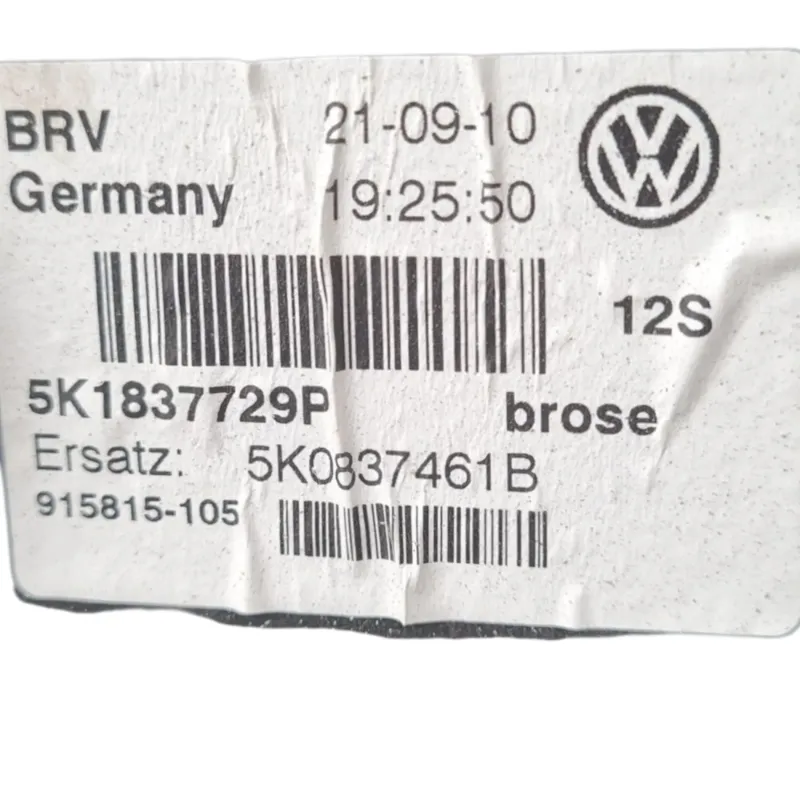 BRV 21-09-10
Germany 19:25:50
12S
5K1837729P brose
Ersatz: 5K0837461B
915815-105